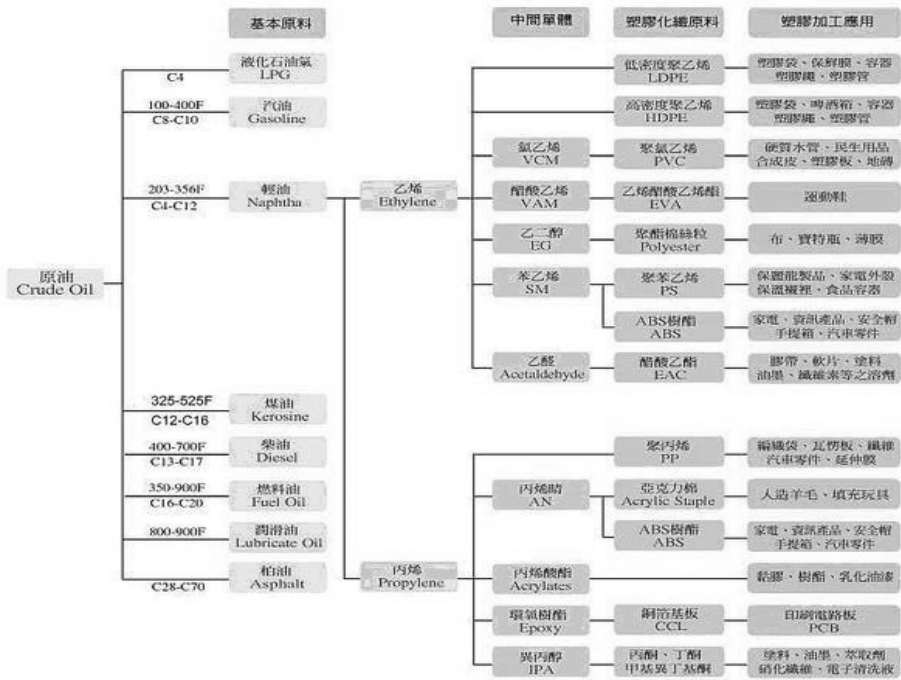 基本原料
中間單體
塑膠化纖原料
塑膠加工應用
原油
Crude Oil
C4
液化石油氣
LPG
100-400F
C8-C10
汽油
Gasoline
203-356F
C4-C12
輕油
Naphtha
325-525F
C12-C16
煤油
Kerosine
400-700F
C13-C17
柴油
Diesel
350-900F
C16-C20
燃料油
Fuel Oil
800-900F
潤滑油
Lubricate Oil
C28-C70
柏油
Asphalt
乙烯
Ethylene
低密度聚乙烯
LDPE
塑膠袋、保鮮膜、容器
塑膠繩、塑膠管
高密度聚乙烯
HDPE
塑膠袋、啤酒箱、容器
塑膠繩、塑膠管
氯乙烯
VCM
聚氯乙烯
PVC
硬質水管、民生用品
合成皮、塑膠板、地磚
醋酸乙烯
VAM
乙烯醋酸乙烯酯
EVA
運動鞋
乙二醇
EG
聚酯棉絲粒
Polyester
布、寶特瓶、薄膜
苯乙烯
SM
聚苯乙烯
PS
保麗龍製品、家電外殼
保溫襯裡、食品容器
ABS樹酯
ABS
家電、資訊產品、安全帽
手提箱、汽車零件
乙醛
Acetaldehyde
醋酸乙酯
EAC
膠帶、軟片、塗料
油墨、纖維素等之溶劑
丙烯
Propylene
聚丙烯
PP
編織袋、瓦楞板、纖維
汽車零件、延伸膜
丙烯腈
AN
亞克力棉
Acrylic Staple
人造羊毛、填充玩具
ABS樹酯
ABS
家電、資訊產品、安全帽
手提箱、汽車零件
丙烯酸酯
Acrylates
粘膠、樹酯、乳化油漆
環氧樹酯
Epoxy
銅箔基板
CCL
印刷電路板
PCB
異丙醇
IPA
丙酮、丁酮
甲基異丁基酮
塗料、油墨、萃取劑
硝化纖維、電子清洗液